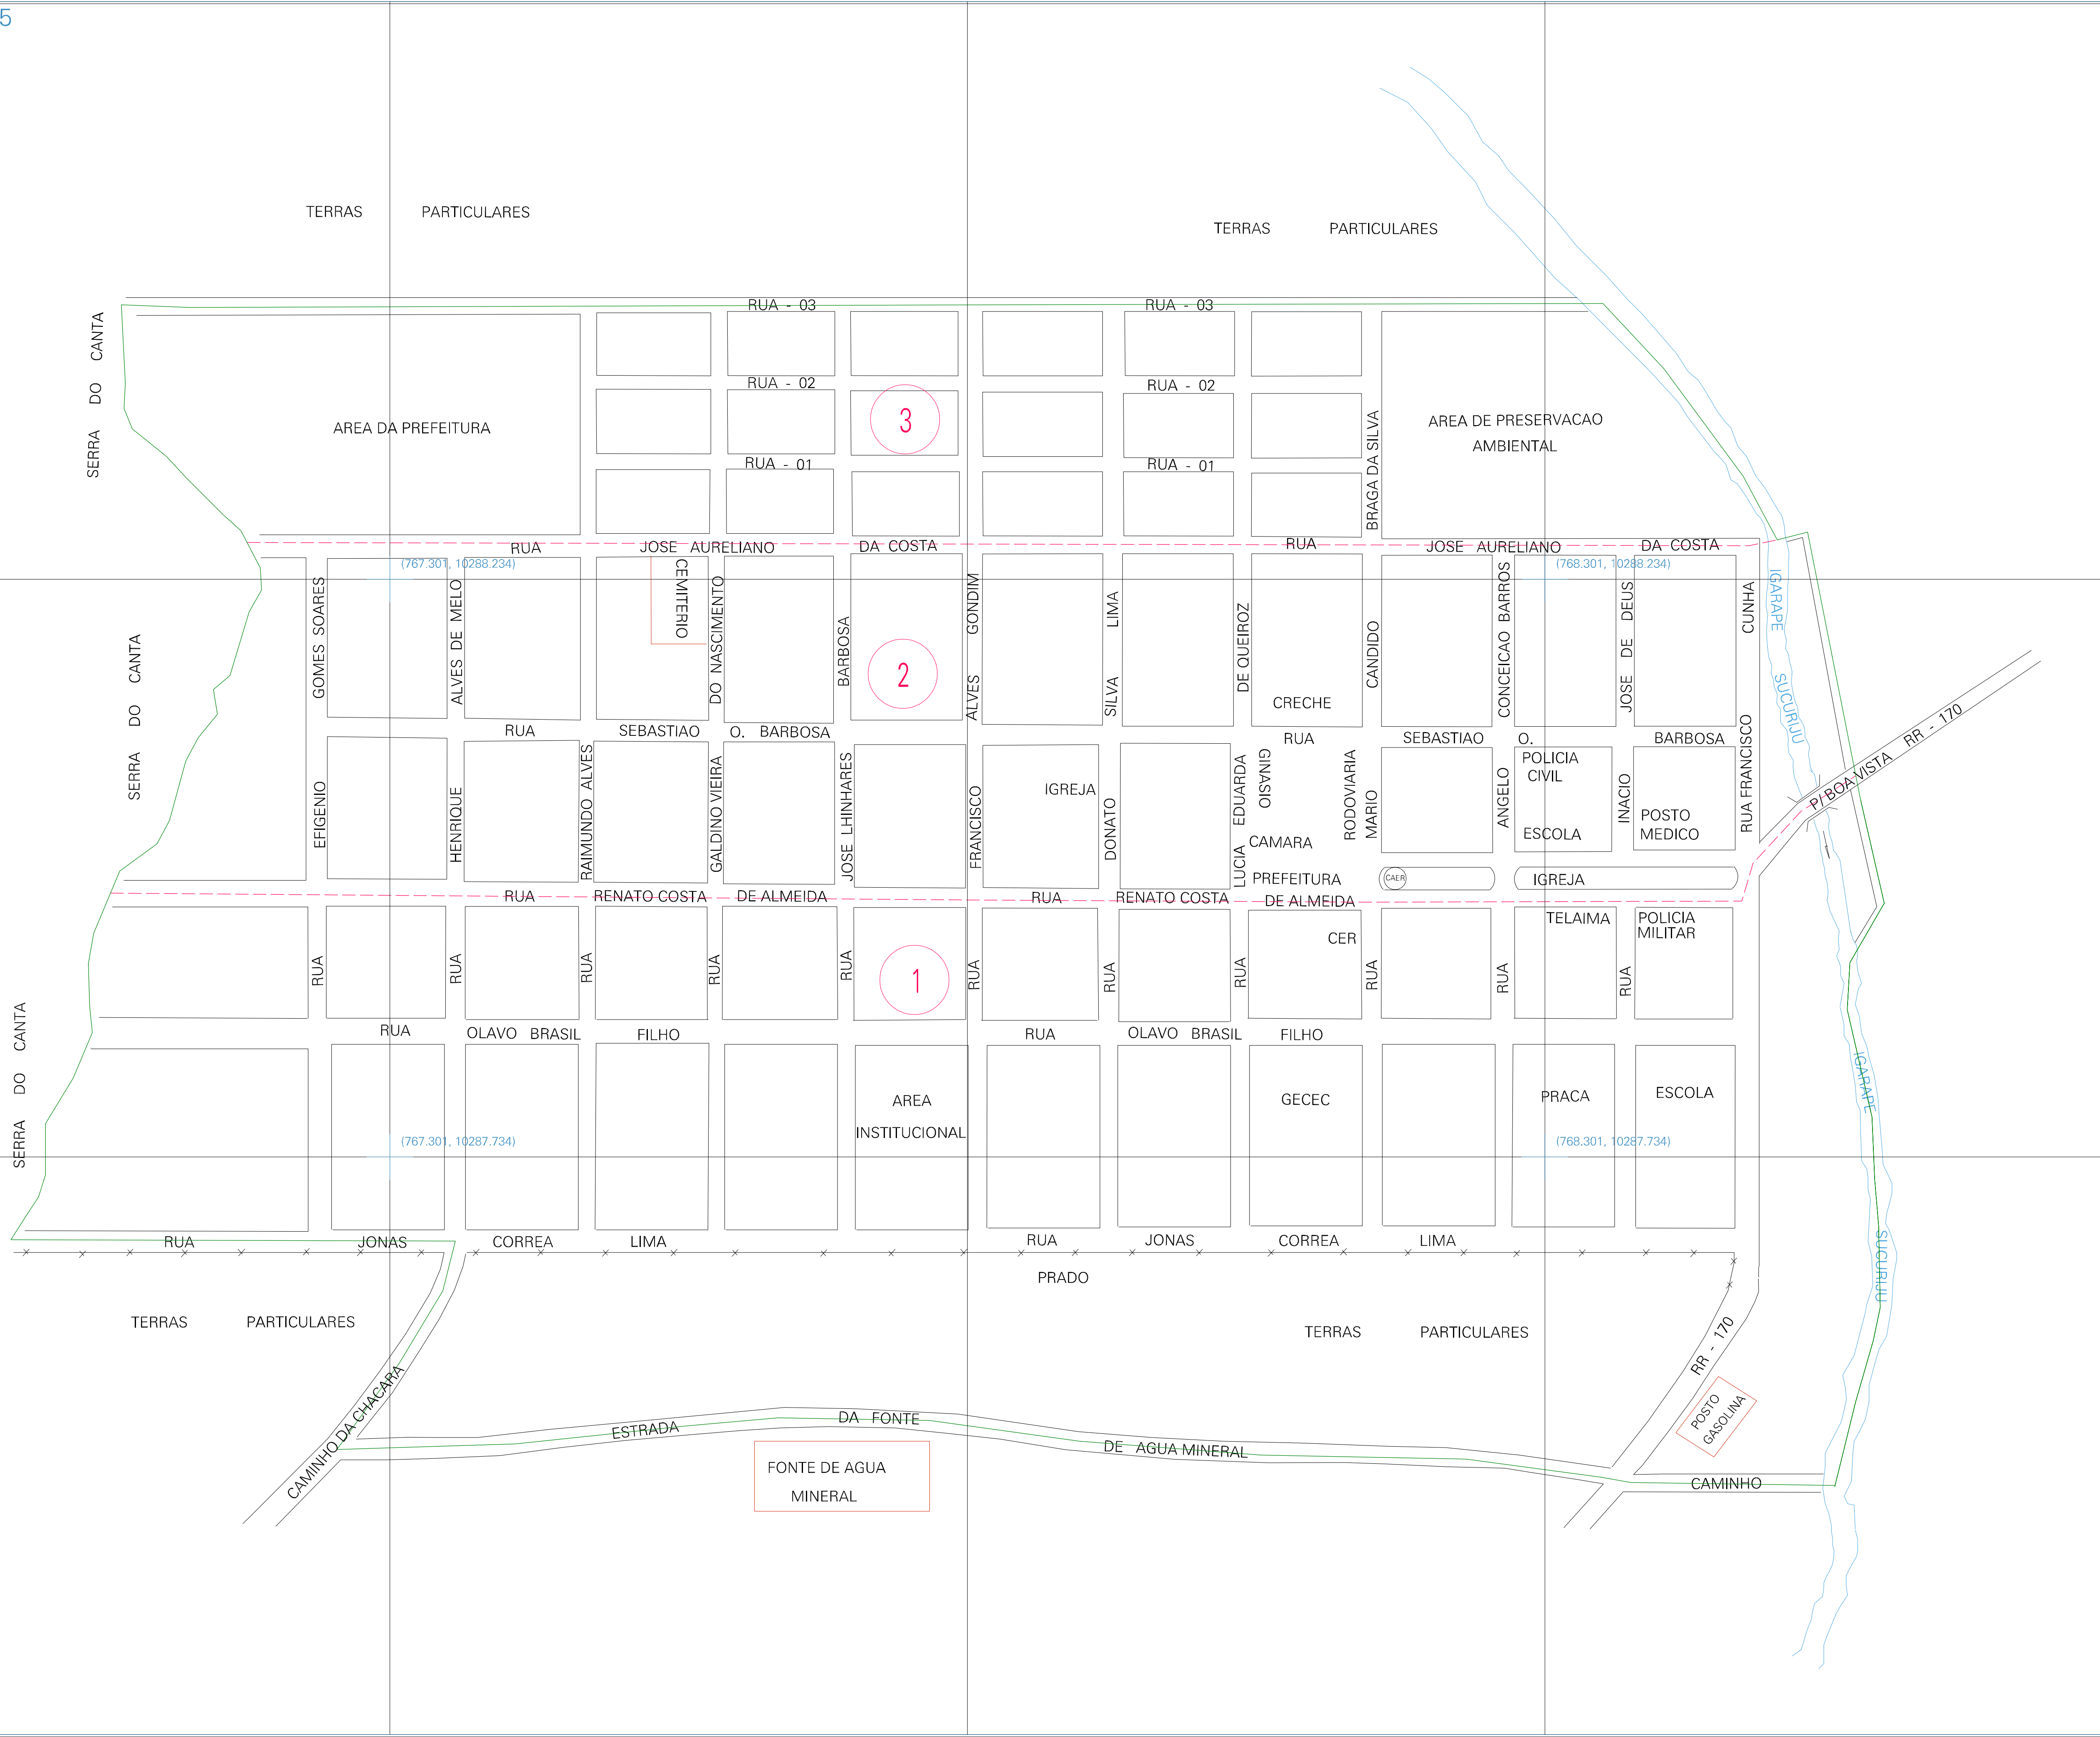 5
TERRAS PARTICULARES
TERRAS PARTICULARES
SERRA DO CANTA
RUA - 03
RUA - 03
RUA - 02
RUA - 02
AREA DA PREFEITURA
3
BRAGA DA SILVA
AREA DE PRESERVACAO
AMBIENTAL
RUA - 01
RUA - 01
RUA JOSE AURELIANO DA COSTA
RUA JOSE AURELIANO DA COSTA
(767.301, 10288.234)
(768.301, 10288.234)
CEMITERIO
GOMES SOARES
ALVES DE MELO
DO NASCIMENTO
BARBOSA
ALVES GONDIM
SILVA LIMA
DE QUEIROZ
CANDIDO
CONCEICAO BARROS
JOSE DE DEUS
CUNHA
IGARAPE SUCURIJU
SERRA DO CANTA
2
CRECHE
RUA SEBASTIAO O. BARBOSA
RUA SEBASTIAO O. BARBOSA
P/ BOA VISTA RR - 170
EFIGENIO
HENRIQUE
RAIMUNDO ALVES
GALDINO VIEIRA
JOSE LHINHARES
FRANCISCO
IGREJA
DONATO
LUCIA EDUARDA
GINASIO
RODOVIARIA
MARIO
ANGELO
POLICIA
CIVIL
ESCOLA
INACIO
POSTO
MEDICO
RUA FRANCISCO
CAMARA
PREFEITURA
CAER
IGREJA
RUA RENATO COSTA DE ALMEIDA
RUA RENATO COSTA DE ALMEIDA
CER
TELAIMA
POLICIA
MILITAR
RUA
RUA
RUA
RUA
RUA
1
RUA
RUA
RUA
RUA
RUA
RUA
SERRA DO CANTA
RUA OLAVO BRASIL FILHO
RUA OLAVO BRASIL FILHO
AREA
INSTITUCIONAL
GECEC
PRACA
ESCOLA
IGARAPE SUCURIJU
(767.301, 10287.734)
(768.301, 10287.734)
RUA JONAS CORREA LIMA
RUA JONAS CORREA LIMA
PRADO
TERRAS PARTICULARES
TERRAS PARTICULARES
RR - 170
CAMINHO DA CHACARA
POSTO
GASOLINA
ESTRADA DA FONTE DE AGUA MINERAL
FONTE DE AGUA
MINERAL
CAMINHO